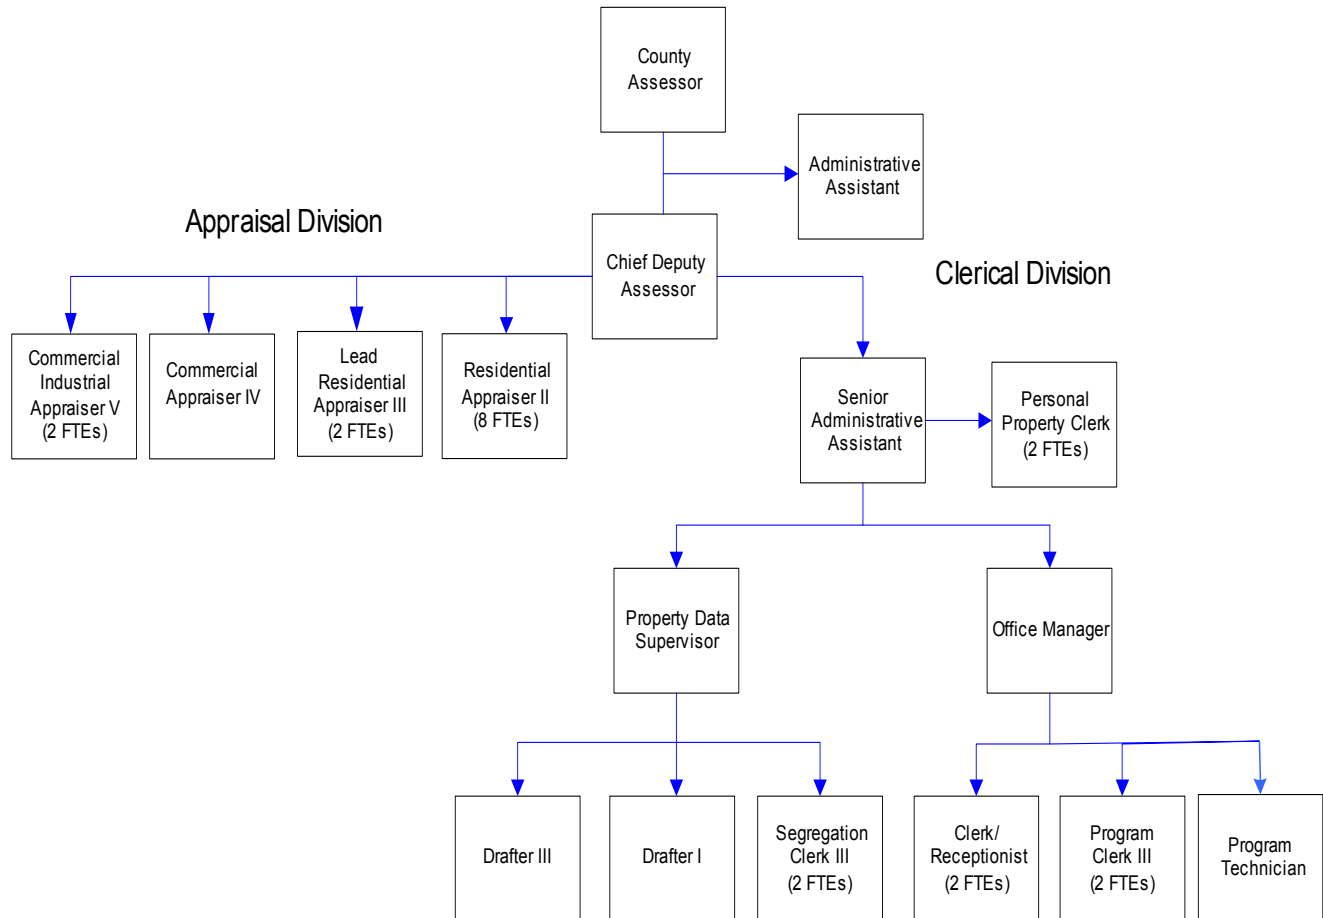 County
Assessor
Administrative
Assistant
Appraisal Division
Chief Deputy
Assessor
Clerical Division
Commercial
Industrial
Appraiser V
(2 FTEs)
Commercial
Appraiser IV
Lead
Residential
Appraiser III
(2 FTEs)
Residential
Appraiser II
(8 FTEs)
Senior
Administrative
Assistant
Personal
Property Clerk
(2 FTEs)
Property Data
Supervisor
Office Manager
Drafter III
Drafter I
Segregation
Clerk III
(2 FTEs)
Clerk/
Receptionist
(2 FTEs)
Program
Clerk III
(2 FTEs)
Program
Technician